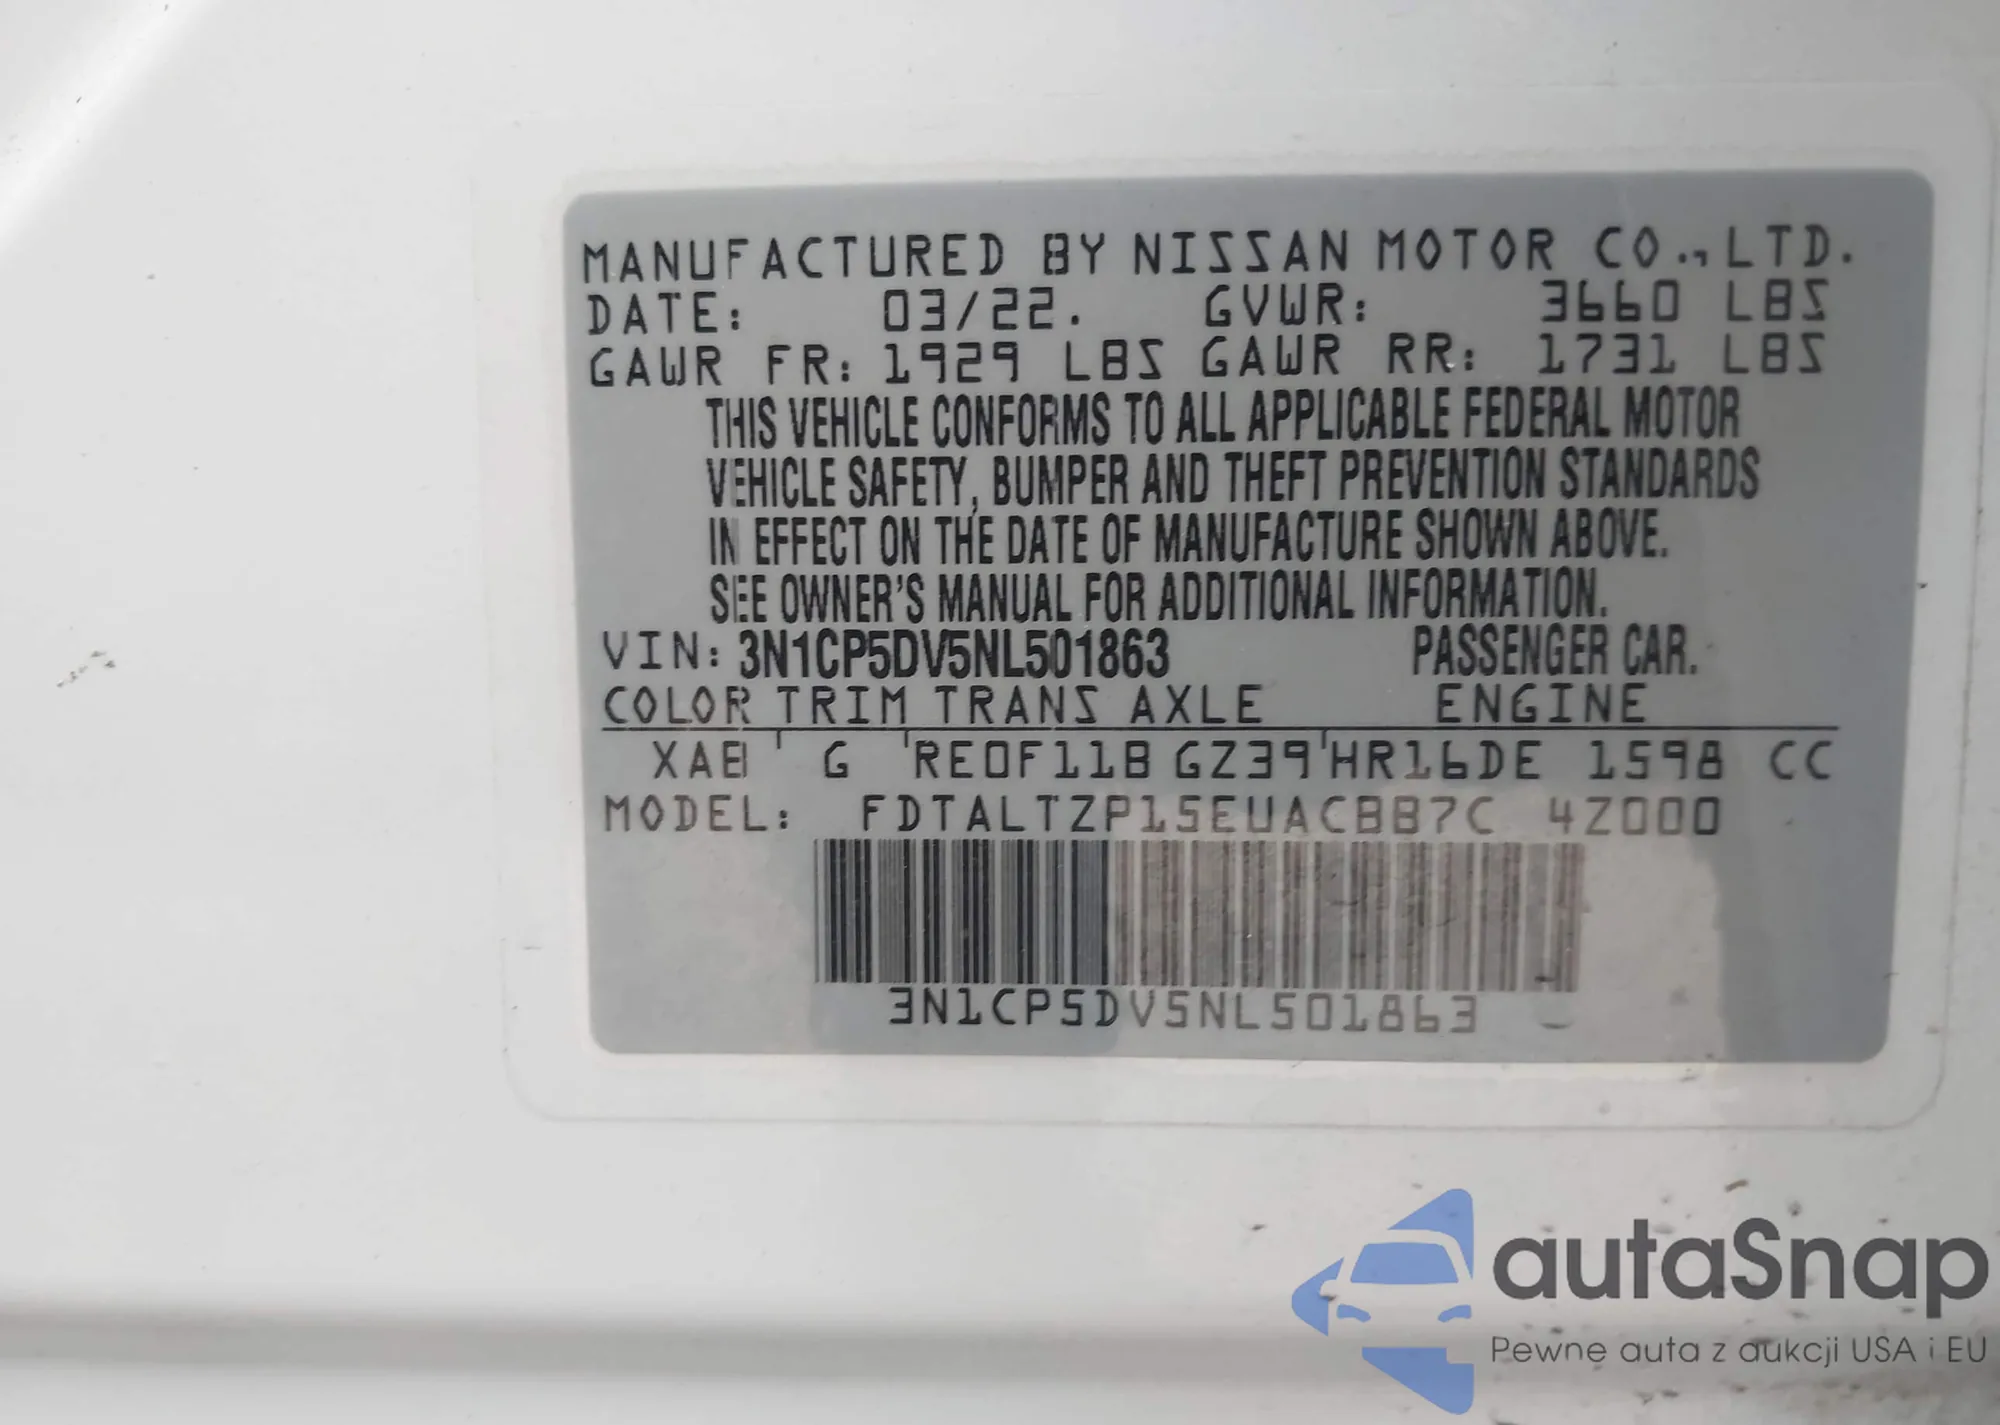 MANUFACTURED BY NISSAN MOTOR CO., LTD.
DATE: 03/22. GVWR: 3660 LBS
GAWR FR: 1929 LBS GAWR RR: 1731 LBS
THIS VEHICLE CONFORMS TO ALL APPLICABLE FEDERAL MOTOR
VEHICLE SAFETY, BUMPER AND THEFT PREVENTION STANDARDS
IN EFFECT ON THE DATE OF MANUFACTURE SHOWN ABOVE.
SEE OWNER'S MANUAL FOR ADDITIONAL INFORMATION.
VIN: 3N1CP5DV5NL501863 PASSENGER CAR.
COLOR TRIM TRANS AXLE ENGINE
XAB G RE0F11B GZ39 HR16DE 1598 CC
MODEL: FDTALTZP15EUACBB7C 4Z000
3N1CP5DV5NL501863
autaSnap
Pewne auta z aukcji USA i EU